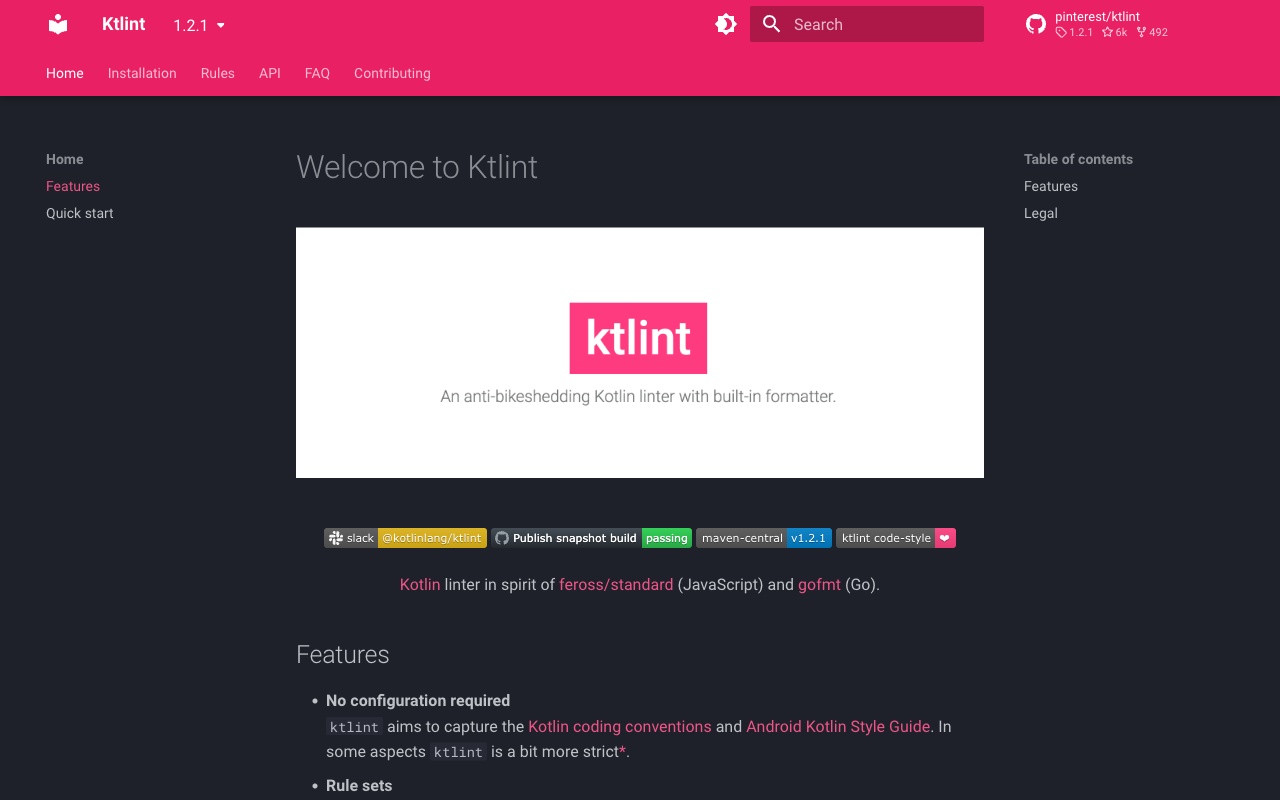 Ktlint
1.2.1
Search
pinterest/ktlint
1.2.1 6k 492
Home Installation Rules API FAQ Contributing
Home
Features
Quick start
Welcome to Ktlint
ktlint
An anti-bikeshedding Kotlin linter with built-in formatter.
slack @kotlinlang/ktlint Publish snapshot build passing maven-central v1.2.1 ktlint code-style ❤
Kotlin linter in spirit of feross/standard (JavaScript) and gofmt (Go).
Features
• No configuration required
ktlint aims to capture the Kotlin coding conventions and Android Kotlin Style Guide. In
some aspects ktlint is a bit more strict*.
• Rule sets
Table of contents
Features
Legal